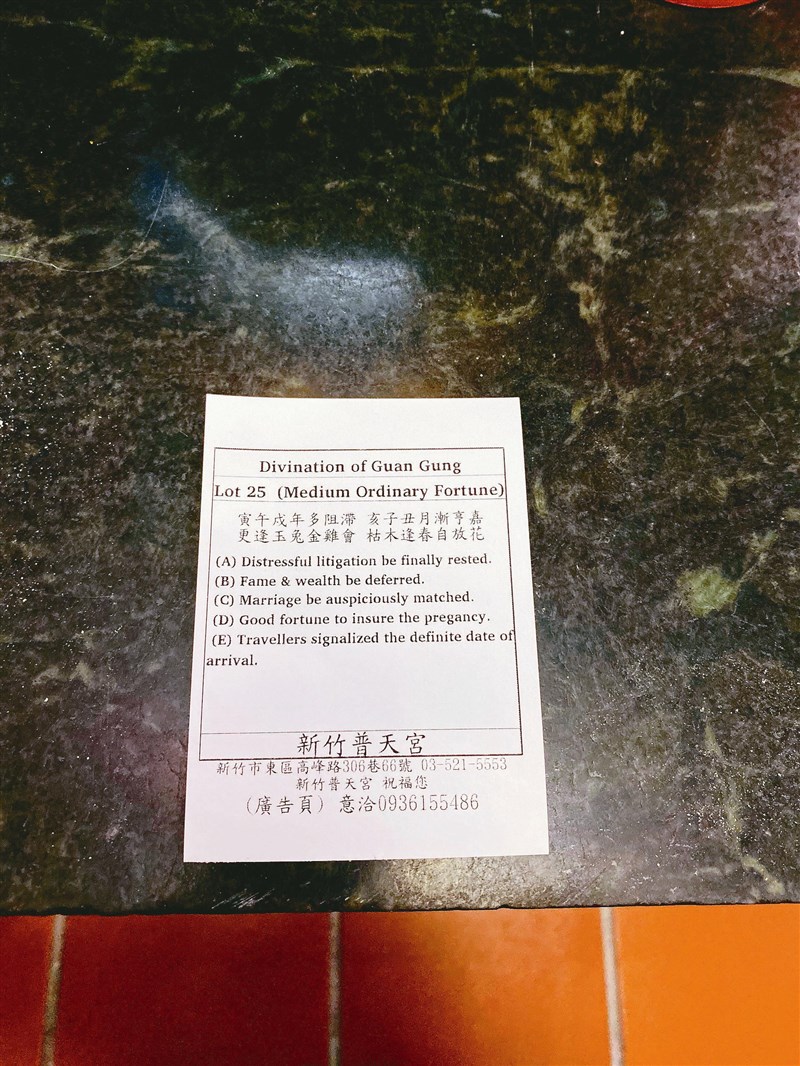 Divination of Guan Gung
Lot 25 (Medium Ordinary Fortune)
寅午戌年多阻滯 亥子丑月漸亨嘉
更逢玉兔金雞會 枯木逢春自放花
(A) Distressful litigation be finally rested.
(B) Fame & wealth be deferred.
(C) Marriage be auspiciously matched.
(D) Good fortune to insure the pregancy.
(E) Travellers signalized the definite date of
arrival.
新竹普天宮
新竹市東區高峰路306巷66號 03-521-5553
新竹普天宮 祝福您
(廣告頁) 意洽0936155486